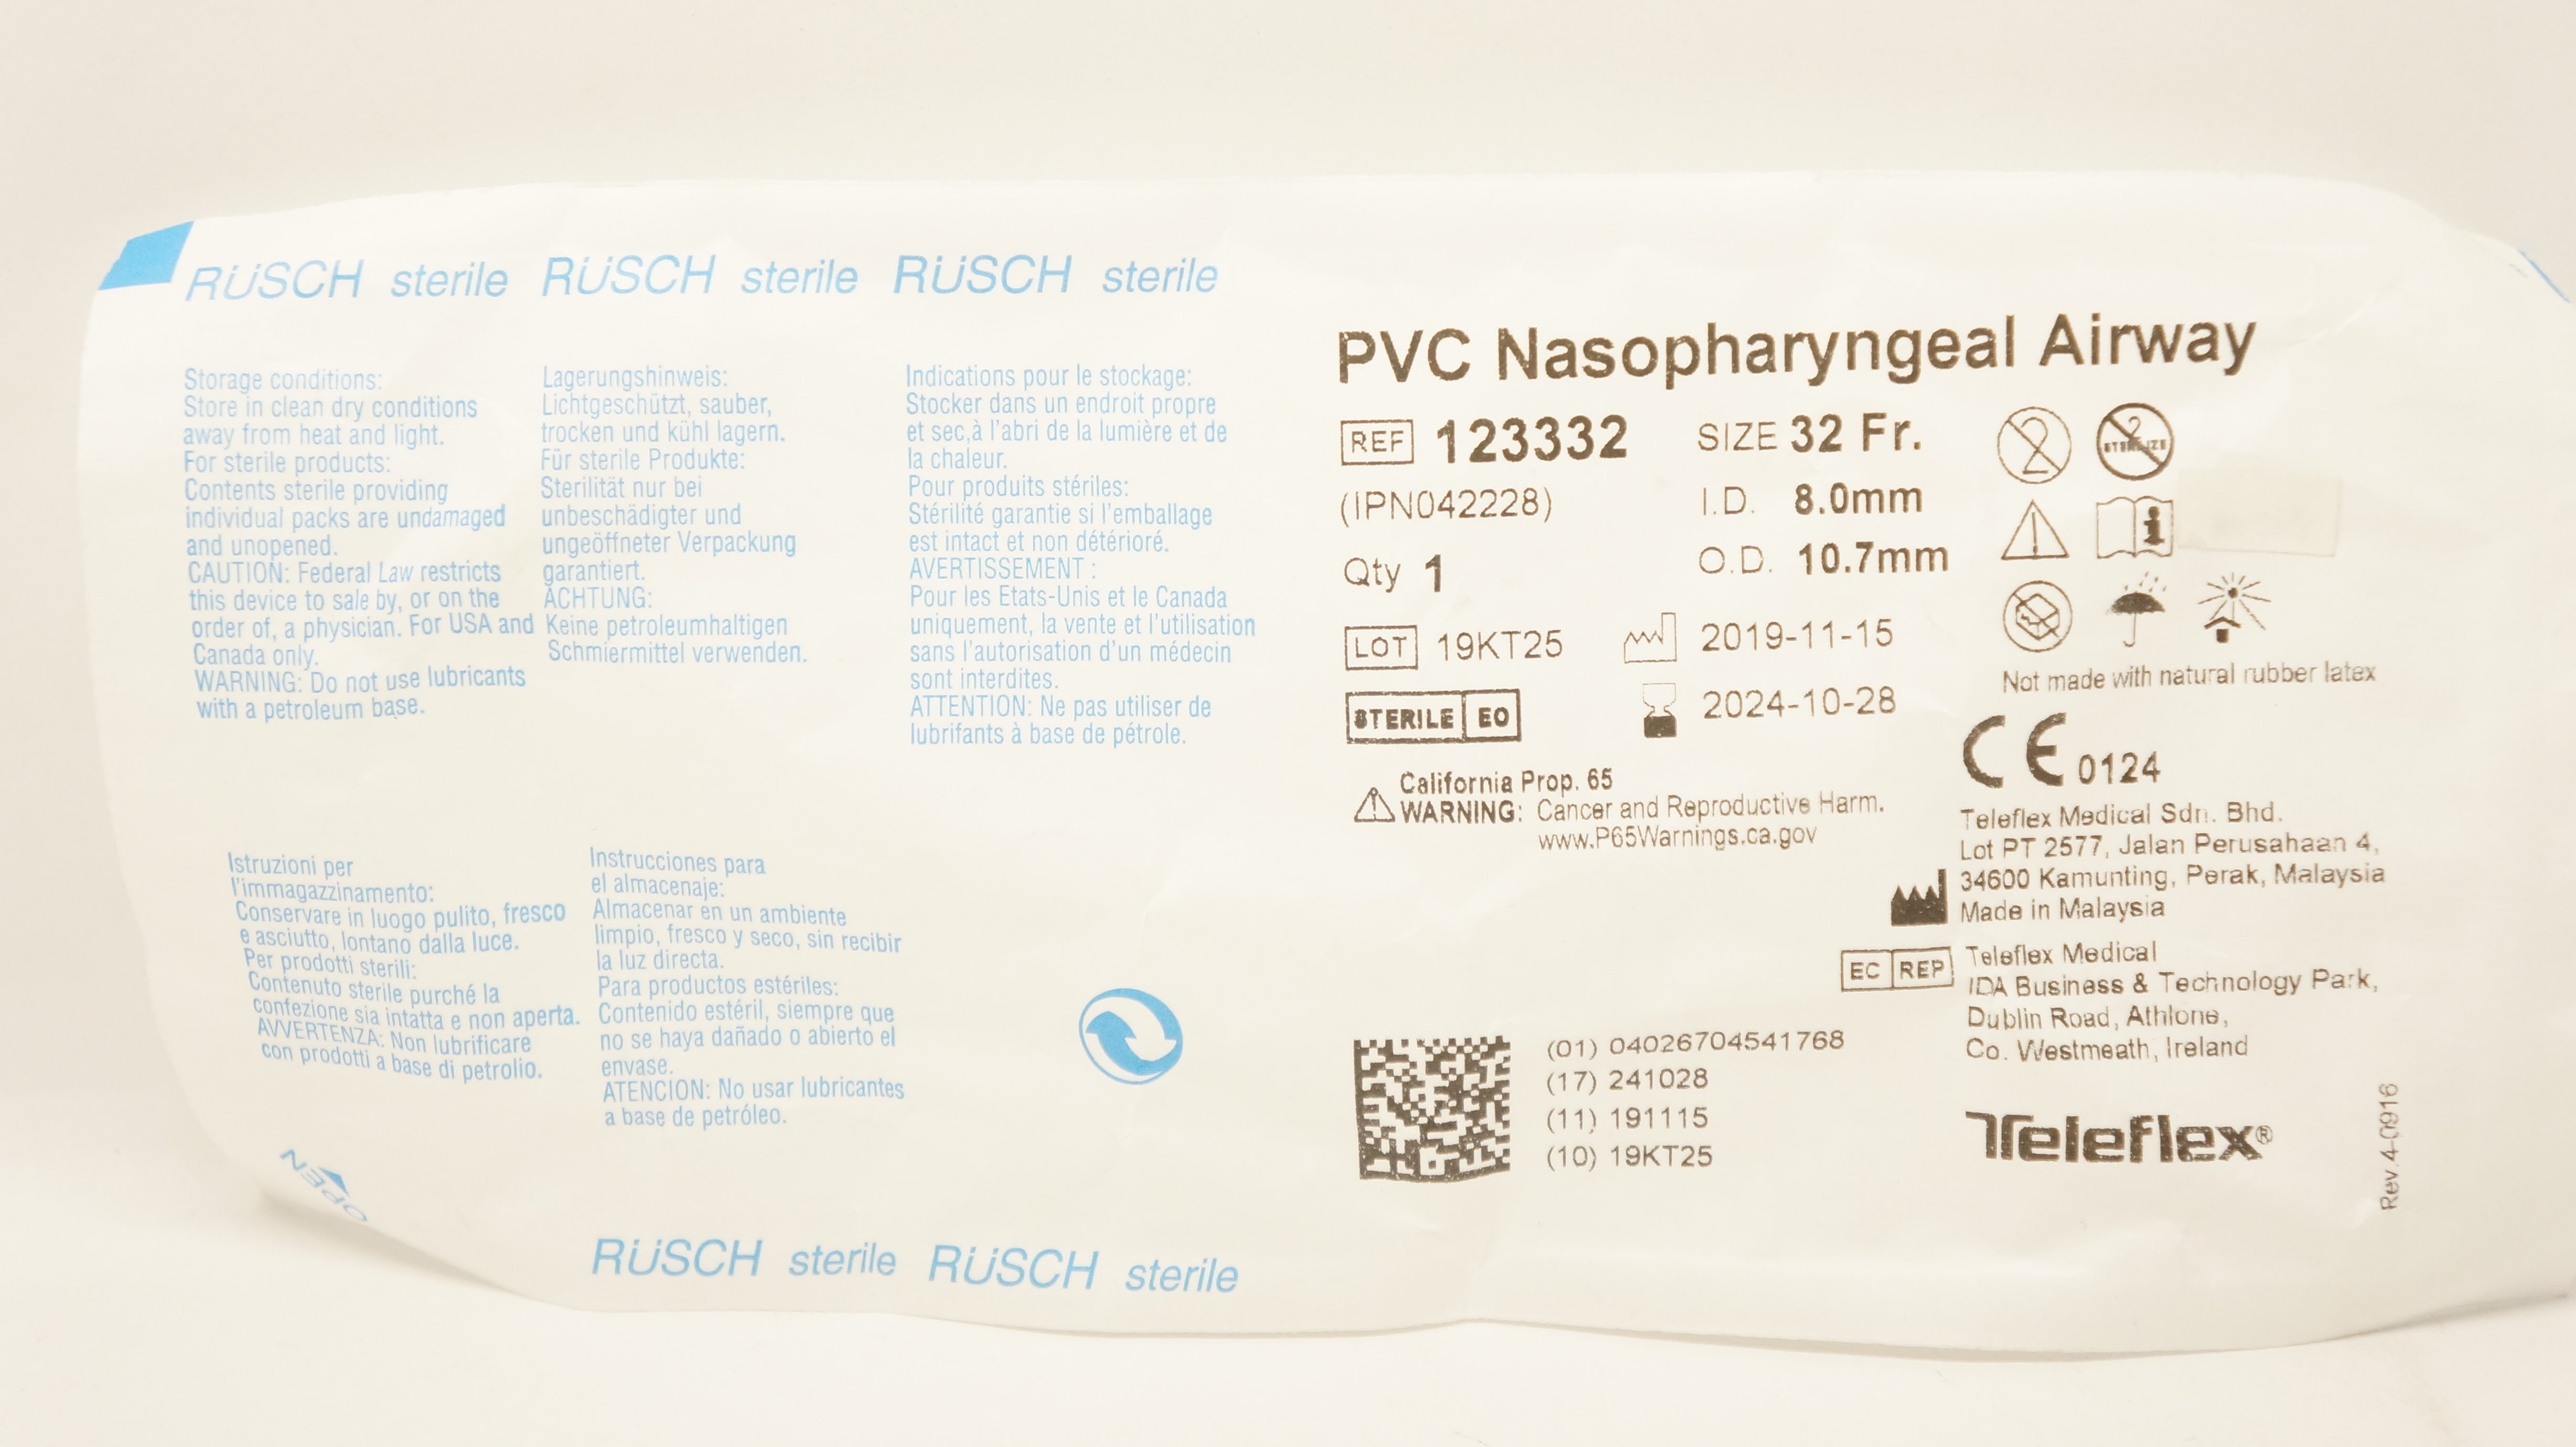 RÜSCH sterile RÜSCH sterile RÜSCH sterile
Storage conditions:
Store in clean dry conditions
away from heat and light.
For sterile products:
Contents sterile providing
individual packs are undamaged
and unopened.
CAUTION: Federal Law restricts
this device to sale by, or on the
order of, a physician. For USA and
Canada only.
WARNING: Do not use lubricants
with a petroleum base.
Lagerungshinweis:
Lichtgeschützt, sauber,
trocken und kühl lagern.
Für sterile Produkte:
Sterilität nur bei
unbeschädigter und
ungeöffneter Verpackung
garantiert.
ACHTUNG:
Keine petroleumhaltigen
Schmiermittel verwenden.
Indications pour le stockage:
Stocker dans un endroit propre
et sec,à l'abri de la lumière et de
la chaleur.
Pour produits stériles:
Stérilité garantie si l'emballage
est intact et non détérioré.
AVERTISSEMENT :
Pour les Etats-Unis et le Canada
uniquement, la vente et l'utilisation
sans l'autorisation d'un médecin
sont interdites.
ATTENTION: Ne pas utiliser de
lubrifants à base de pétrole.
Istruzioni per
l'immagazzinamento:
Conservare in luogo pulito, fresco
e asciutto, lontano dalla luce.
Per prodotti sterili:
Contenuto sterile purché la
confezione sia intatta e non aperta.
AVVERTENZA: Non lubrificare
con prodotti a base di petrolio.
Instrucciones para
el almacenaje:
Almacenar en un ambiente
limpio, fresco y seco, sin recibir
la luz directa.
Para productos estériles:
Contenido estéril, siempre que
no se haya dañado o abierto el
envase.
ATENCION: No usar lubricantes
a base de petróleo.
OPEN
RÜSCH sterile RÜSCH sterile
PVC Nasopharyngeal Airway
REF 123332 SIZE 32 Fr.
(IPN042228) I.D. 8.0mm
Qty 1 O.D. 10.7mm
LOT 19KT25 2019-11-15
STERILE EO 2024-10-28
2 2 STERILIZE
Not made with natural rubber latex
California Prop. 65
WARNING: Cancer and Reproductive Harm.
www.P65Warnings.ca.gov
CE 0124
Teleflex Medical Sdn. Bhd.
Lot PT 2577, Jalan Perusahaan 4,
34600 Kamunting, Perak, Malaysia
Made in Malaysia
EC REP Teleflex Medical
IDA Business & Technology Park,
Dublin Road, Athlone,
Co. Westmeath, Ireland
(01) 04026704541768
(17) 241028
(11) 191115
(10) 19KT25
Teleflex®
Rev.4-0916